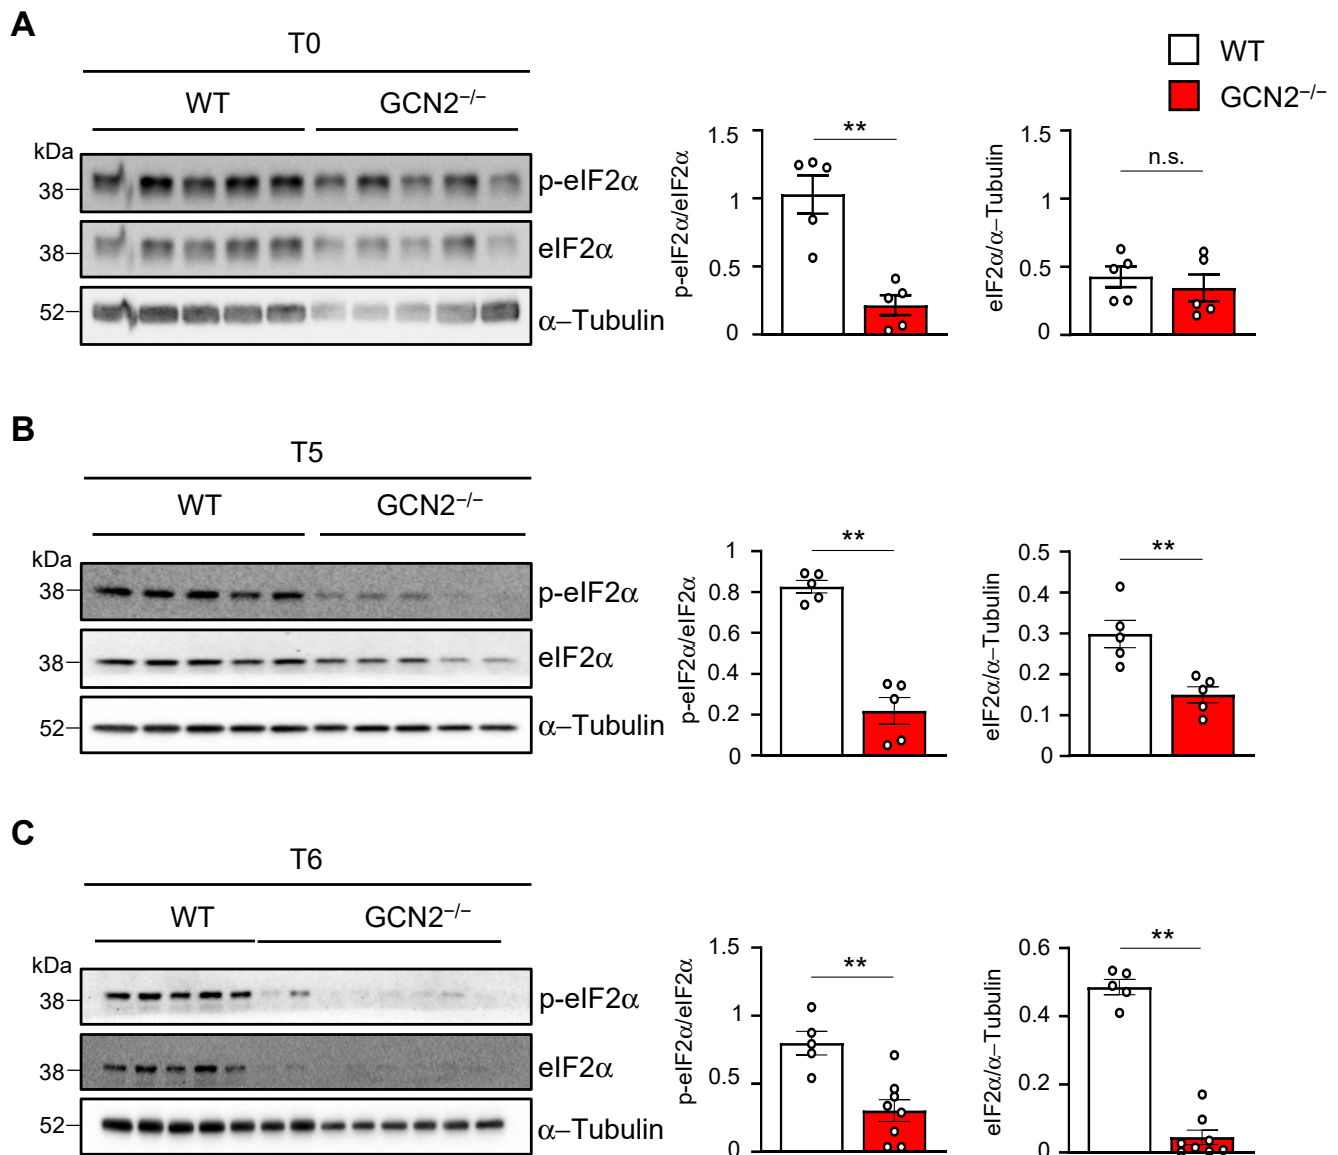 A
T0
WT GCN2⁻/⁻
kDa
38 p-eIF2α
38 eIF2α
52 α–Tubulin
p-eIF2α/eIF2α
1.5
1
0.5
0
**
eIF2α/α–Tubulin
1.5
1
0.5
0
n.s.
WT
GCN2⁻/⁻
B
T5
WT GCN2⁻/⁻
kDa
38 p-eIF2α
38 eIF2α
52 α–Tubulin
p-eIF2α/eIF2α
1
0.8
0.6
0.4
0.2
0
**
eIF2α/α–Tubulin
0.5
0.4
0.3
0.2
0.1
0
**
C
T6
WT GCN2⁻/⁻
kDa
38 p-eIF2α
38 eIF2α
52 α–Tubulin
p-eIF2α/eIF2α
1.5
1
0.5
0
**
eIF2α/α–Tubulin
0.6
0.4
0.2
0
**